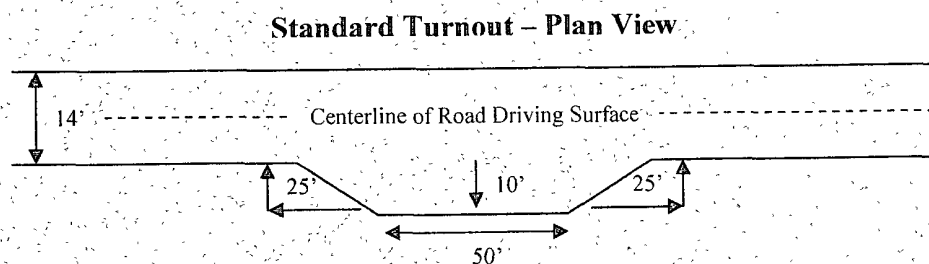 Standard Turnout – Plan View
14'
Centerline of Road Driving Surface
25'
10'
25'
50'